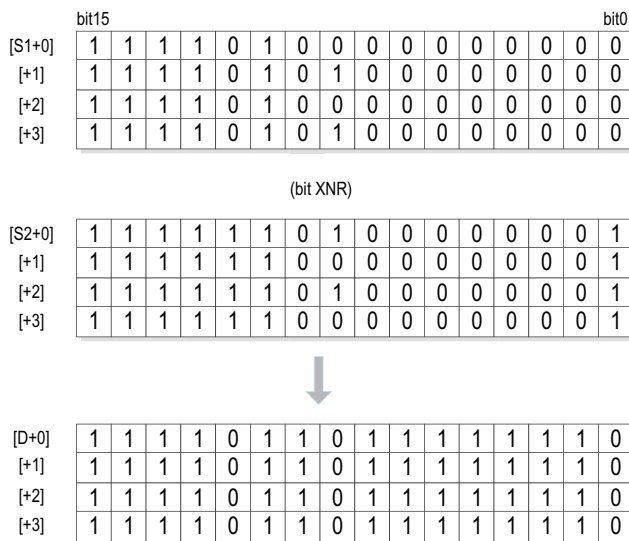 bit15 bit0
[S1+0] 1 1 1 1 0 1 0 0 0 0 0 0 0 0 0 0
[+1] 1 1 1 1 0 1 0 1 0 0 0 0 0 0 0 0
[+2] 1 1 1 1 0 1 0 0 0 0 0 0 0 0 0 0
[+3] 1 1 1 1 0 1 0 1 0 0 0 0 0 0 0 0
(bit XNR)
[S2+0] 1 1 1 1 1 1 0 1 0 0 0 0 0 0 0 1
[+1] 1 1 1 1 1 1 0 0 0 0 0 0 0 0 0 1
[+2] 1 1 1 1 1 1 0 1 0 0 0 0 0 0 0 1
[+3] 1 1 1 1 1 1 0 0 0 0 0 0 0 0 0 1
[D+0] 1 1 1 1 0 1 1 0 1 1 1 1 1 1 1 0
[+1] 1 1 1 1 0 1 1 0 1 1 1 1 1 1 1 0
[+2] 1 1 1 1 0 1 1 0 1 1 1 1 1 1 1 0
[+3] 1 1 1 1 0 1 1 0 1 1 1 1 1 1 1 0